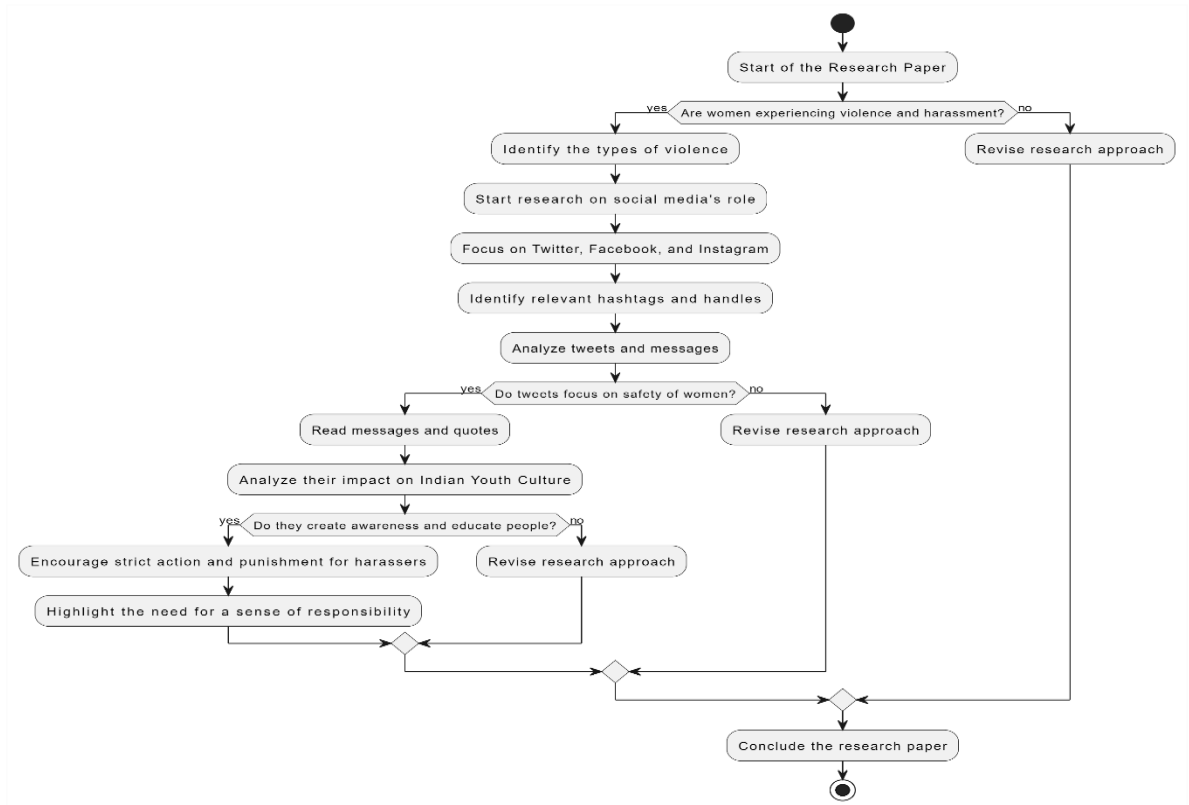 Start of the Research Paper
yes
Are women experiencing violence and harassment?
no
Identify the types of violence
Revise research approach
Start research on social media's role
Focus on Twitter, Facebook, and Instagram
Identify relevant hashtags and handles
Analyze tweets and messages
yes
Do tweets focus on safety of women?
no
Read messages and quotes
Revise research approach
Analyze their impact on Indian Youth Culture
yes
Do they create awareness and educate people?
no
Encourage strict action and punishment for harassers
Revise research approach
Highlight the need for a sense of responsibility
Conclude the research paper